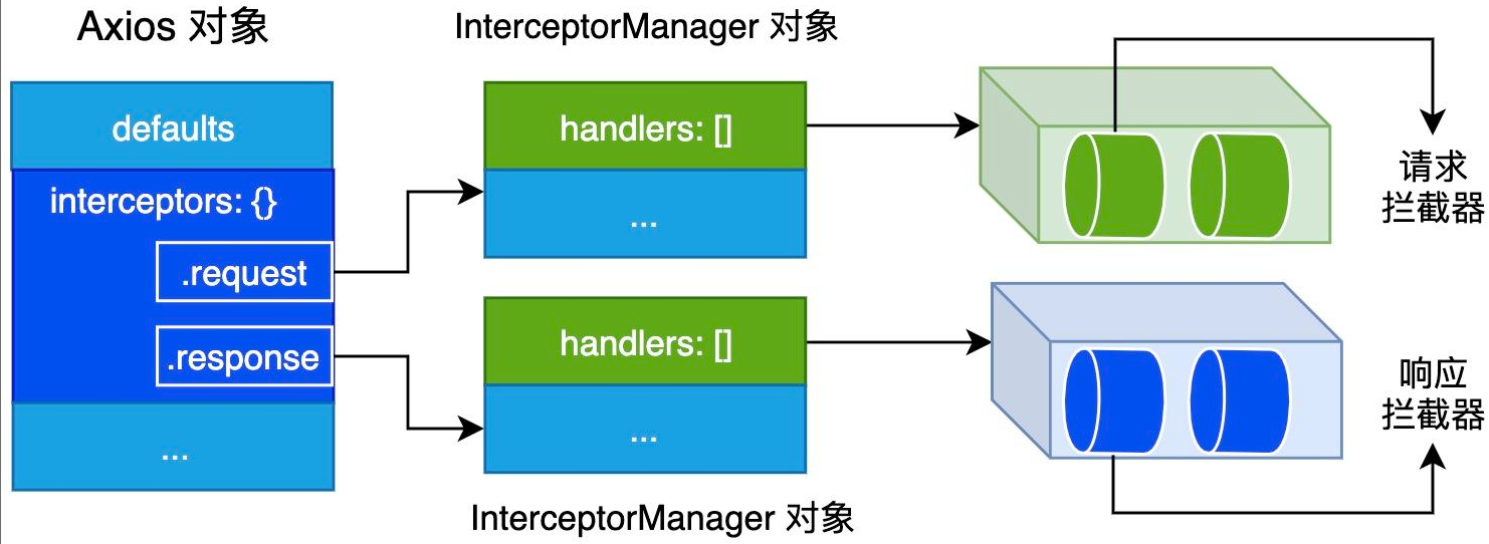 Axios 对象
defaults
interceptors: {}
.request
.response
...
InterceptorManager 对象
handlers: []
...
handlers: []
...
InterceptorManager 对象
请求
拦截器
响应
拦截器